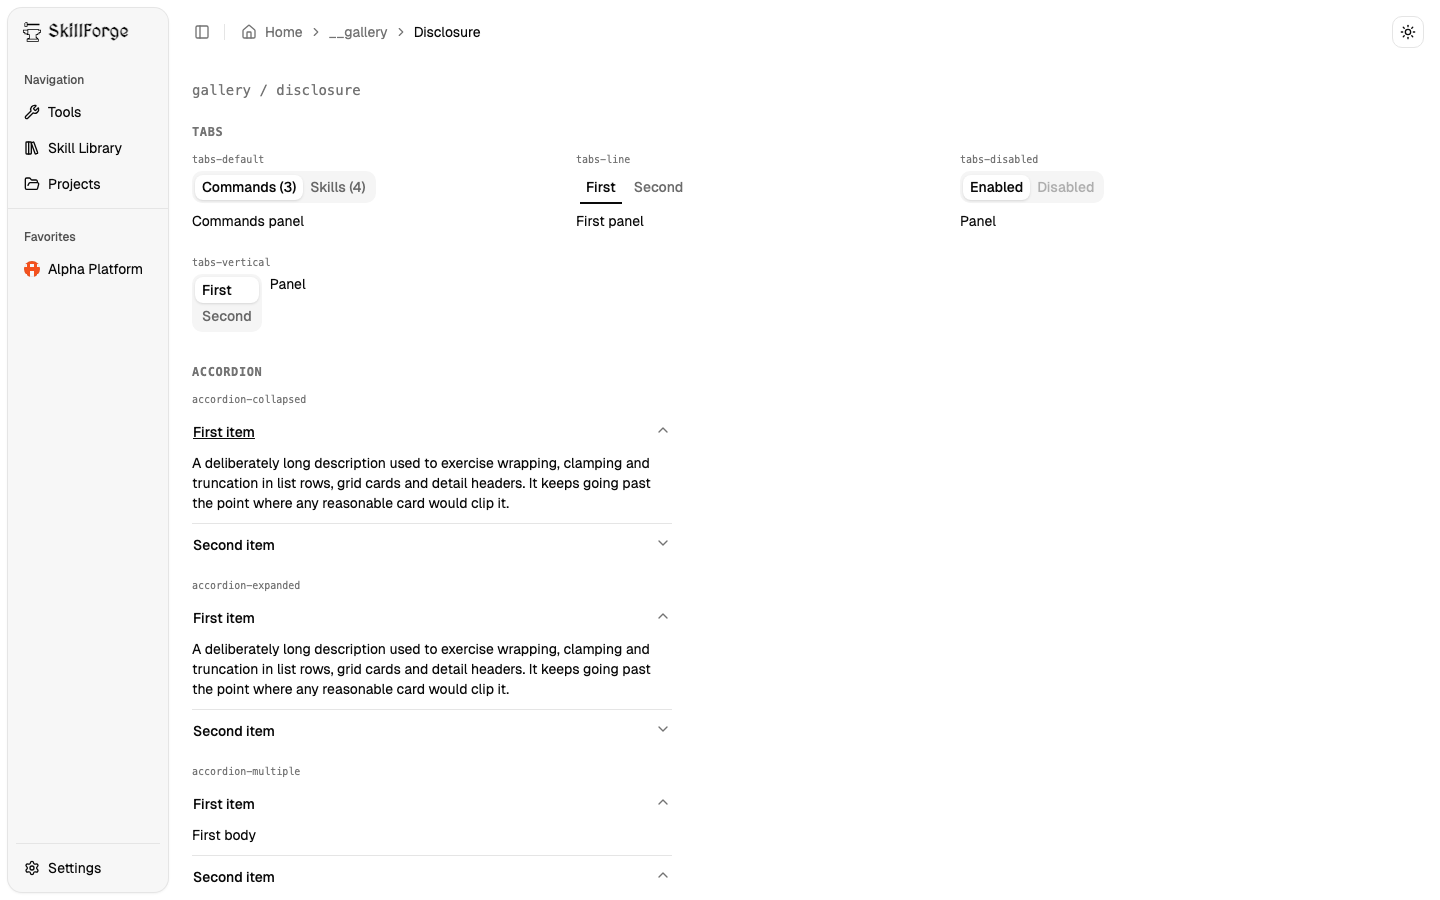 SkillForge
Home
__gallery
Disclosure
Navigation
Tools
Skill Library
Projects
Favorites
Alpha Platform
Settings
gallery / disclosure
TABS
tabs-default
Commands (3) Skills (4)
Commands panel
tabs-line
First Second
First panel
tabs-disabled
Enabled Disabled
Panel
tabs-vertical
First
Second
Panel
ACCORDION
accordion-collapsed
First item
A deliberately long description used to exercise wrapping, clamping and
truncation in list rows, grid cards and detail headers. It keeps going past
the point where any reasonable card would clip it.
Second item
accordion-expanded
First item
A deliberately long description used to exercise wrapping, clamping and
truncation in list rows, grid cards and detail headers. It keeps going past
the point where any reasonable card would clip it.
Second item
accordion-multiple
First item
First body
Second item